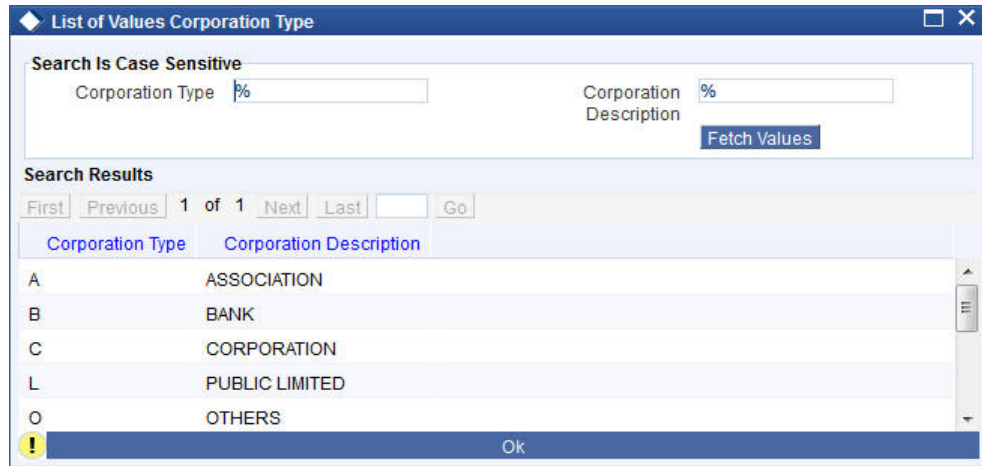 List of Values Corporation Type
Search Is Case Sensitive
Corporation Type % Corporation Description %
Fetch Values
Search Results
First Previous 1 of 1 Next Last Go
Corporation Type Corporation Description
A ASSOCIATION
B BANK
C CORPORATION
L PUBLIC LIMITED
O OTHERS
! Ok